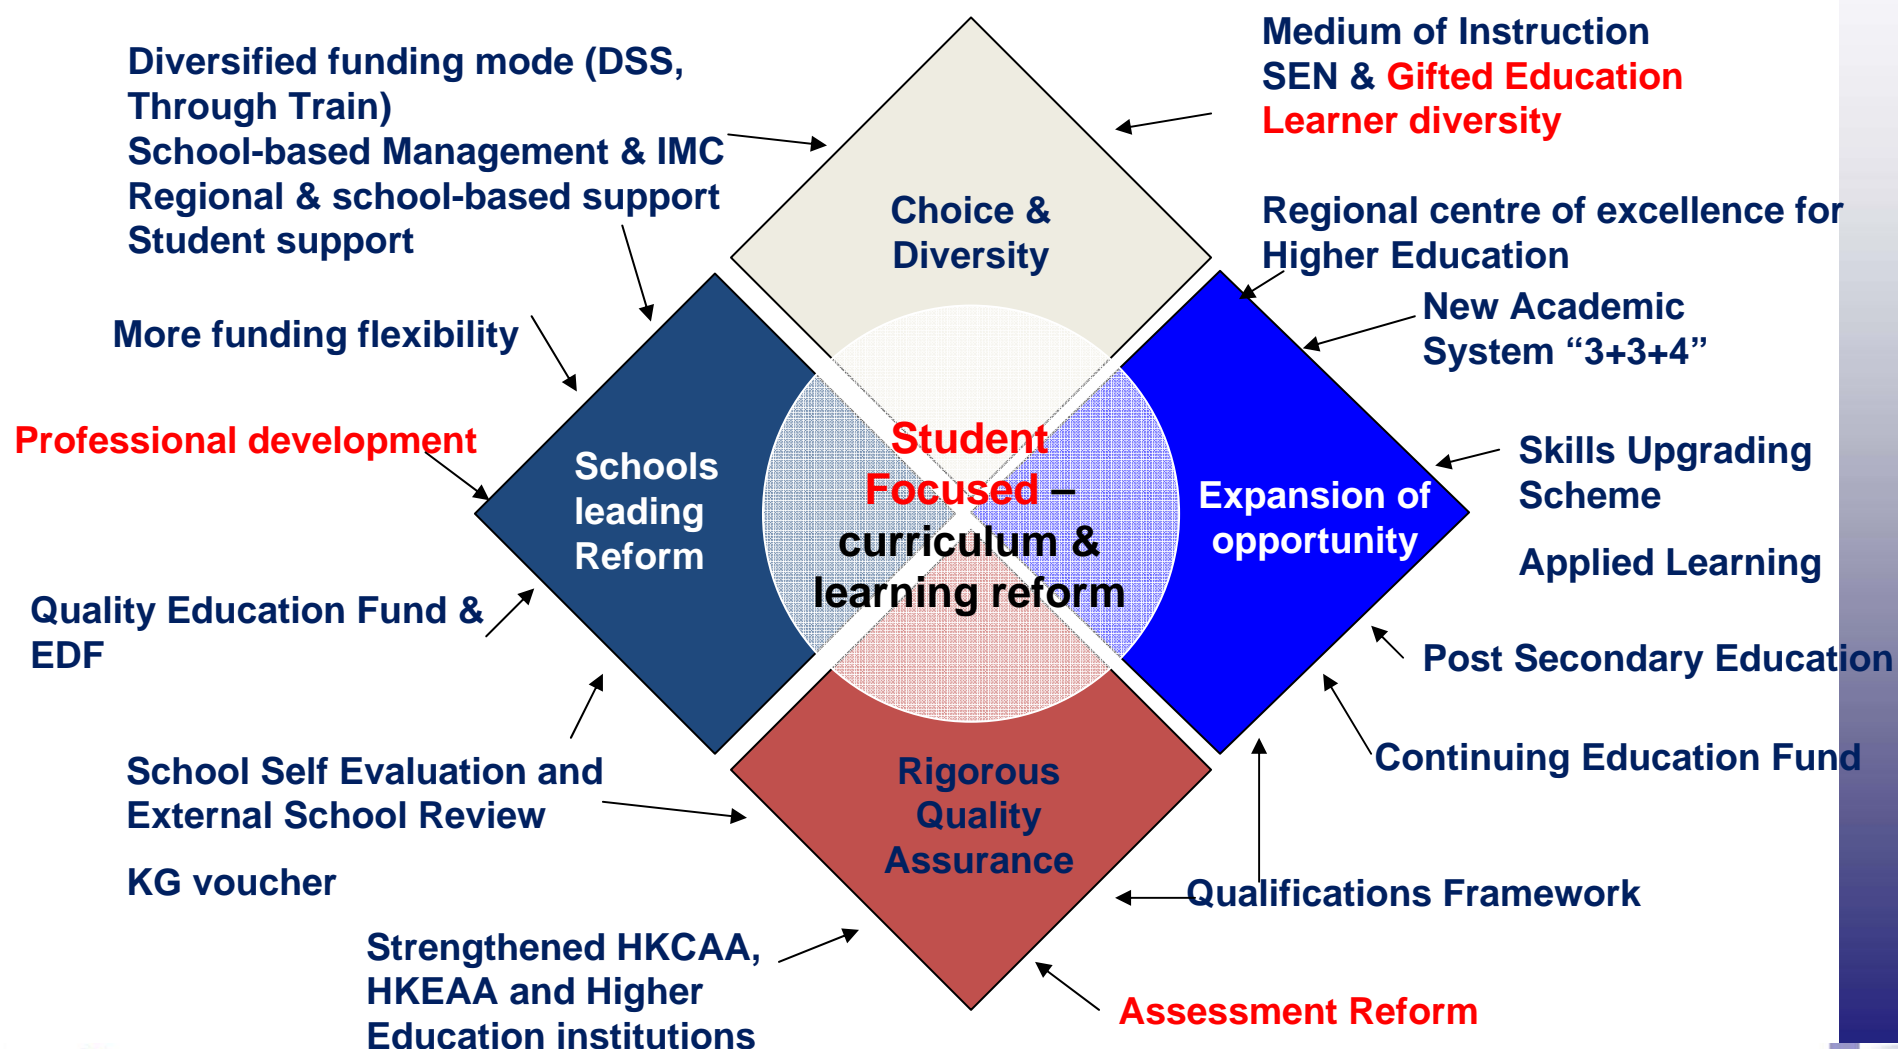 Diversified funding mode (DSS,
Through Train)
School-based Management & IMC
Regional & school-based support
Student support
More funding flexibility
Professional development
Quality Education Fund &
EDF
School Self Evaluation and
External School Review
KG voucher
Strengthened HKCAA,
HKEAA and Higher
Education institutions
Choice &
Diversity
Schools
leading
Reform
Student
Focused –
curriculum &
learning reform
Expansion of
opportunity
Rigorous
Quality
Assurance
Medium of Instruction
SEN & Gifted Education
Learner diversity
Regional centre of excellence for
Higher Education
New Academic
System “3+3+4”
Skills Upgrading
Scheme
Applied Learning
Post Secondary Education
Continuing Education Fund
Qualifications Framework
Assessment Reform